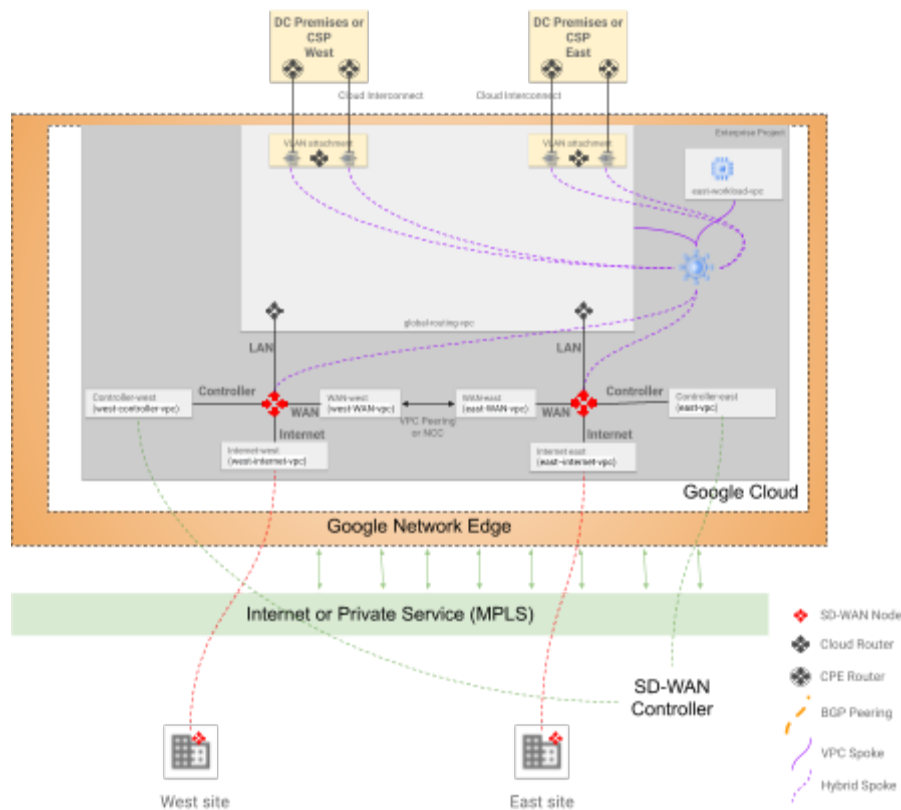 DC Premises or
CSP
West
DC Premises or
CSP
East
Cloud Interconnect
Cloud Interconnect
VLAN attachment
VLAN attachment
Enterprise Project
east-workload-vpc
global-routing-vpc
LAN
LAN
Controller-west
(west-controller-vpc)
Controller
WAN
WAN-west
(west-WAN-vpc)
VPC Peering
or NCC
WAN-east
(east-WAN-vpc)
WAN
Controller
Controller-east
(east-vpc)
Internet
Internet-west
(west-internet-vpc)
Internet
Internet-east
(east-internet-vpc)
Google Cloud
Google Network Edge
Internet or Private Service (MPLS)
SD-WAN
Controller
West site
East site
SD-WAN Node
Cloud Router
CPE Router
BGP Peering
VPC Spoke
Hybrid Spoke